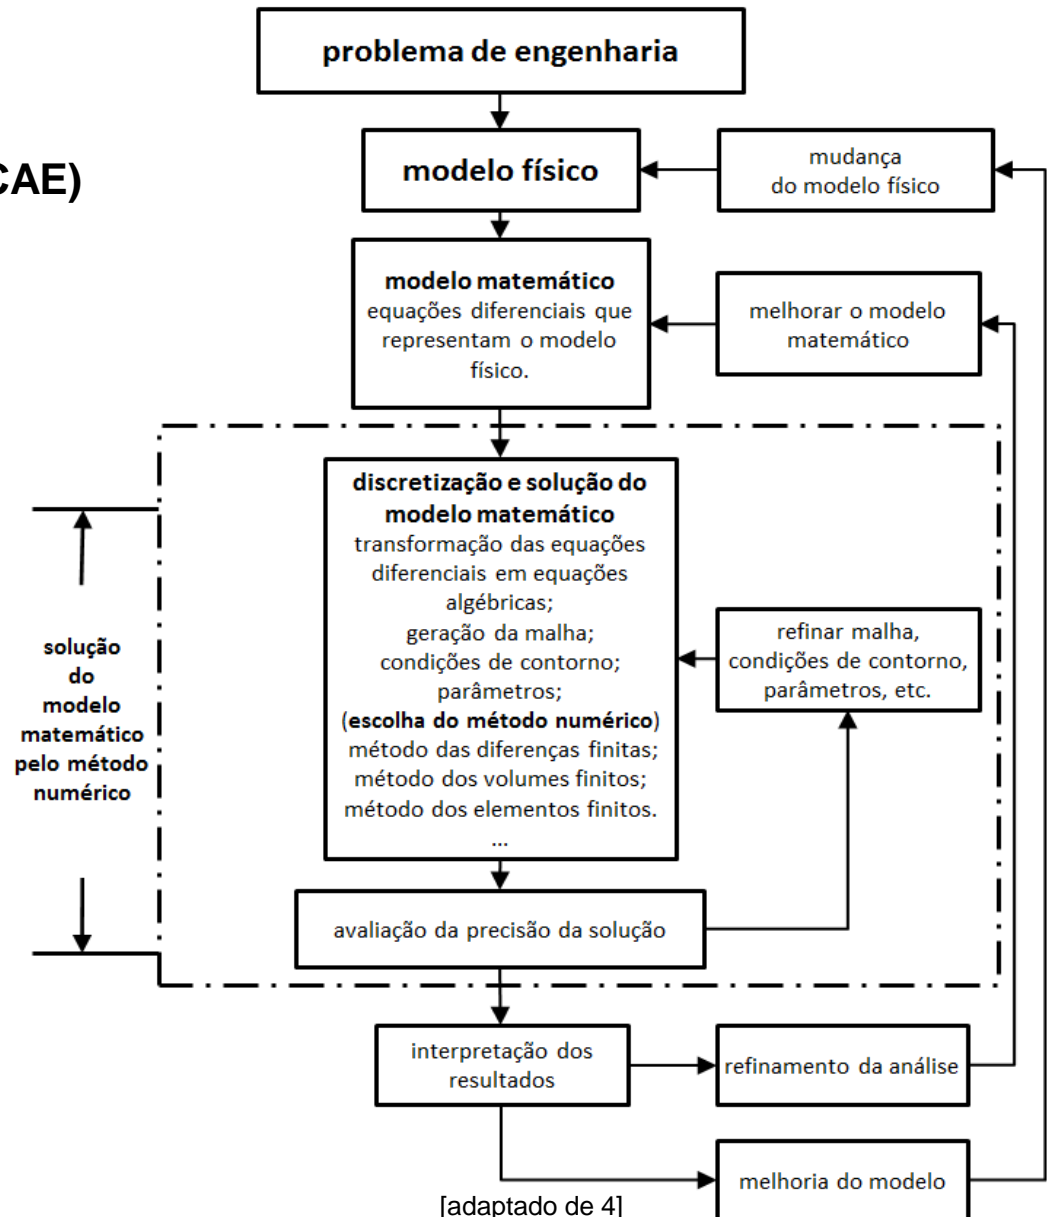 problema de engenharia
CAE)
modelo físico
mudança
do modelo físico
modelo matemático
equações diferenciais que
representam o modelo
físico.
melhorar o modelo
matemático
discretização e solução do
modelo matemático
transformação das equações
diferenciais em equações
algébricas;
geração da malha;
condições de contorno;
parâmetros;
(escolha do método numérico)
método das diferenças finitas;
método dos volumes finitos;
método dos elementos finitos.
...
refinar malha,
condições de contorno,
parâmetros, etc.
solução
do
modelo
matemático
pelo método
numérico
avaliação da precisão da solução
interpretação dos
resultados
refinamento da análise
melhoria do modelo
[adaptado de 4]